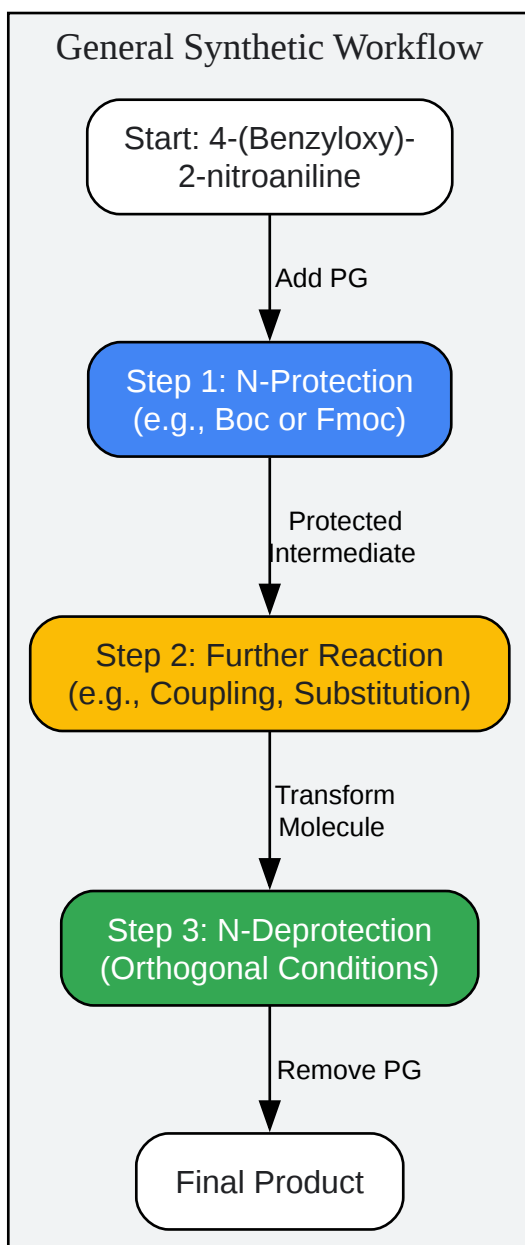 General Synthetic Workflow
Start: 4-(Benzyloxy)-
2-nitroaniline
Add PG
Step 1: N-Protection
(e.g., Boc or Fmoc)
Protected
Intermediate
Step 2: Further Reaction
(e.g., Coupling, Substitution)
Transform
Molecule
Step 3: N-Deprotection
(Orthogonal Conditions)
Remove PG
Final Product